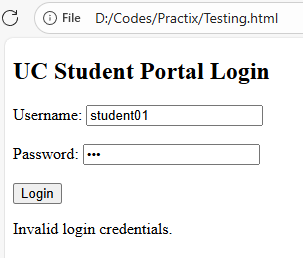 File D:/Codes/Practix/Testing.html
UC Student Portal Login
Username: student01
Password: •••
Login
Invalid login credentials.